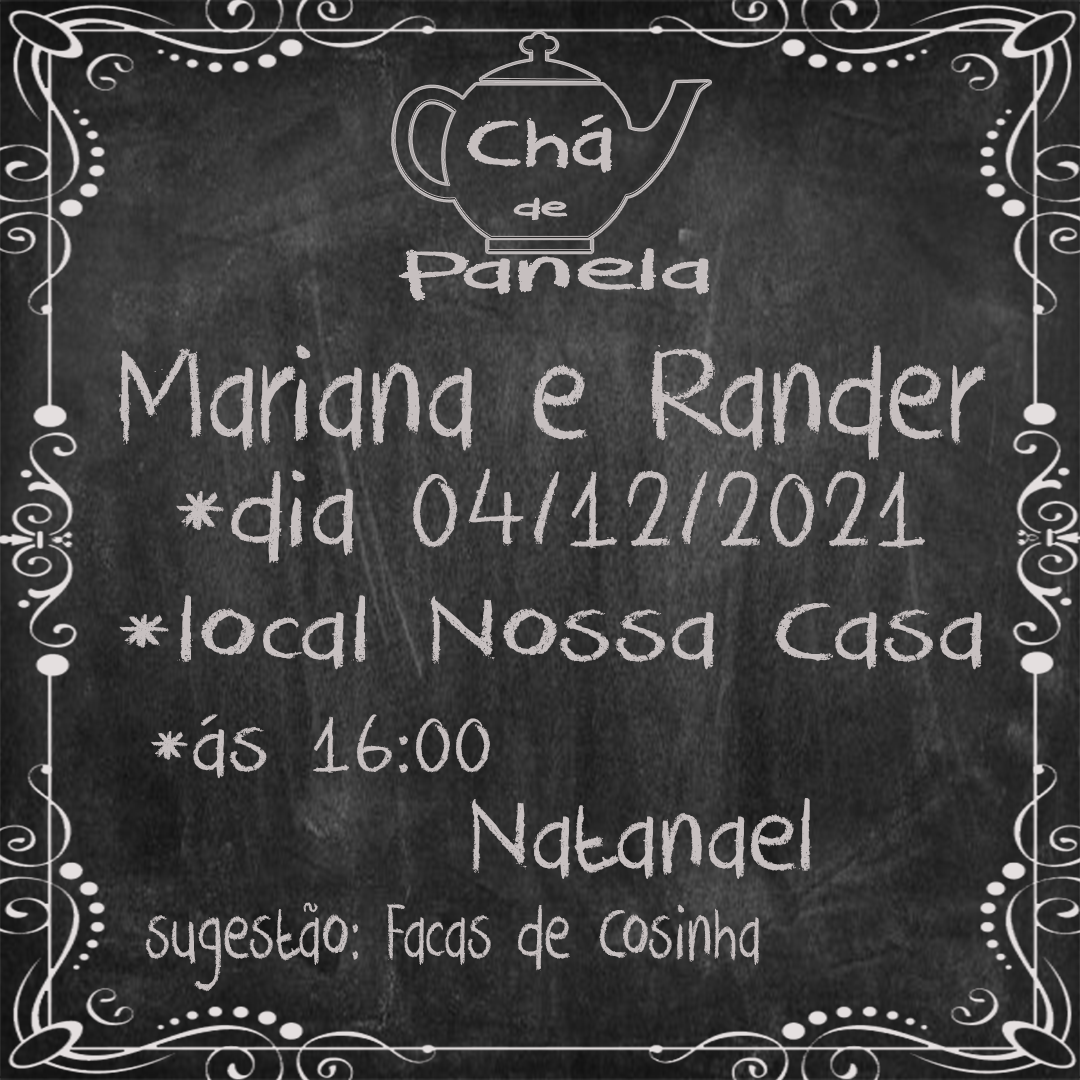 Chá
de
Panela
Mariana e Rander
*dia 04/12/2021
*local Nossa Casa
*ás 16:00
Natanael
sugestão: Facas de Cosinha